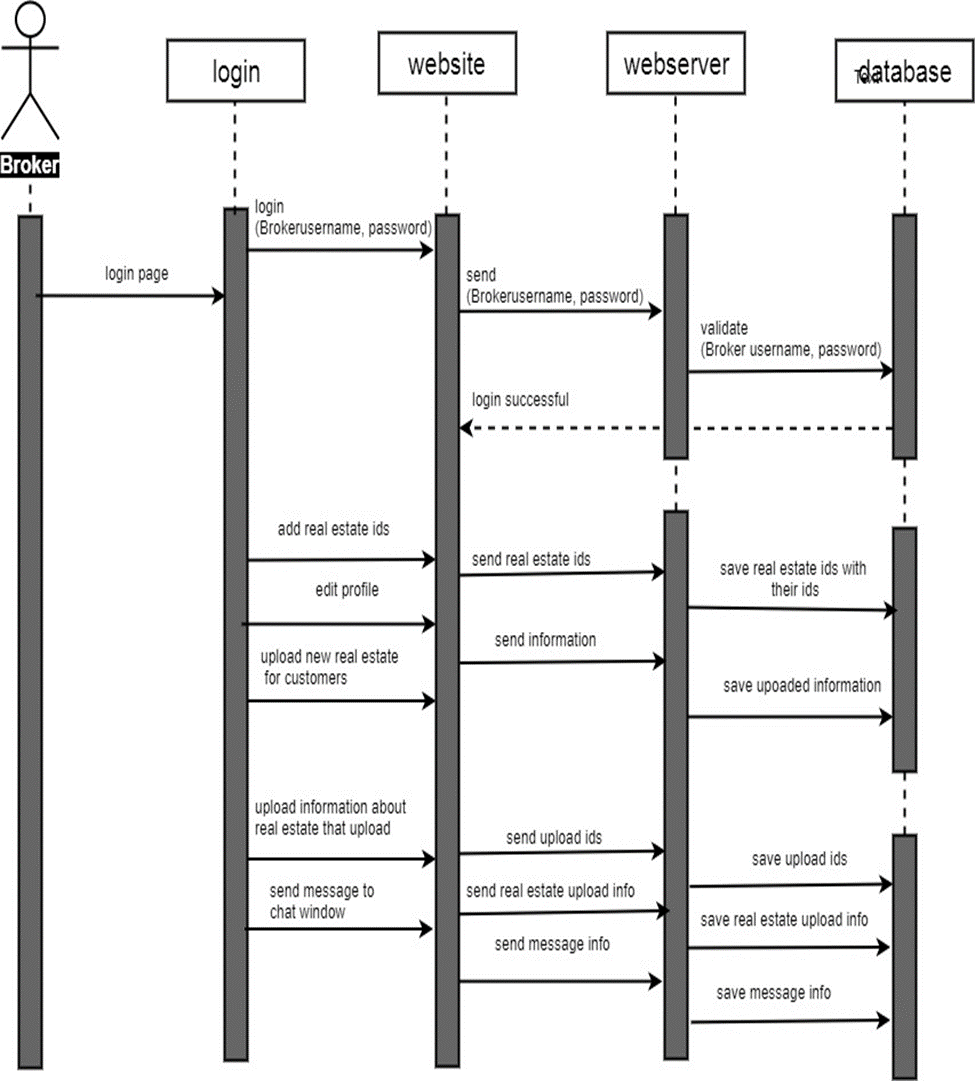 login
website
webserver
Text
database
Broker
login
(Brokerusername, password)
login page
send
(Brokerusername, password)
validate
(Broker username, password)
login successful
add real estate ids
send real estate ids
save real estate ids with
their ids
edit profile
send information
upload new real estate
for customers
save upoaded information
upload information about
real estate that upload
send upload ids
save upload ids
send message to
chat window
send real estate upload info
save real estate upload info
send message info
save message info